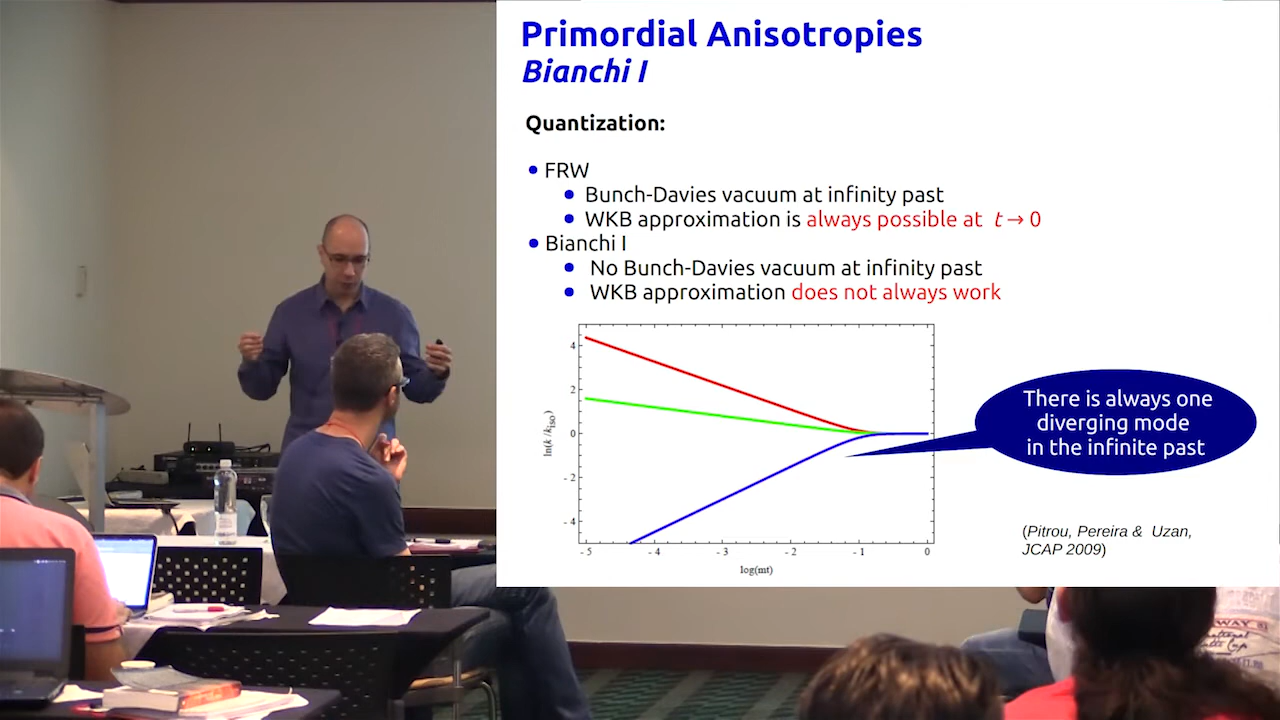 Primordial Anisotropies
Bianchi I
Quantization:
• FRW
• Bunch-Davies vacuum at infinity past
• WKB approximation is always possible at t → 0
• Bianchi I
• No Bunch-Davies vacuum at infinity past
• WKB approximation does not always work
4
2
0
- 2
- 4
ln(k /k_iso)
- 5 - 4 - 3 - 2 - 1 0
log(mt)
There is always one
diverging mode
in the infinite past
(Pitrou, Pereira & Uzan,
JCAP 2009)
WAY